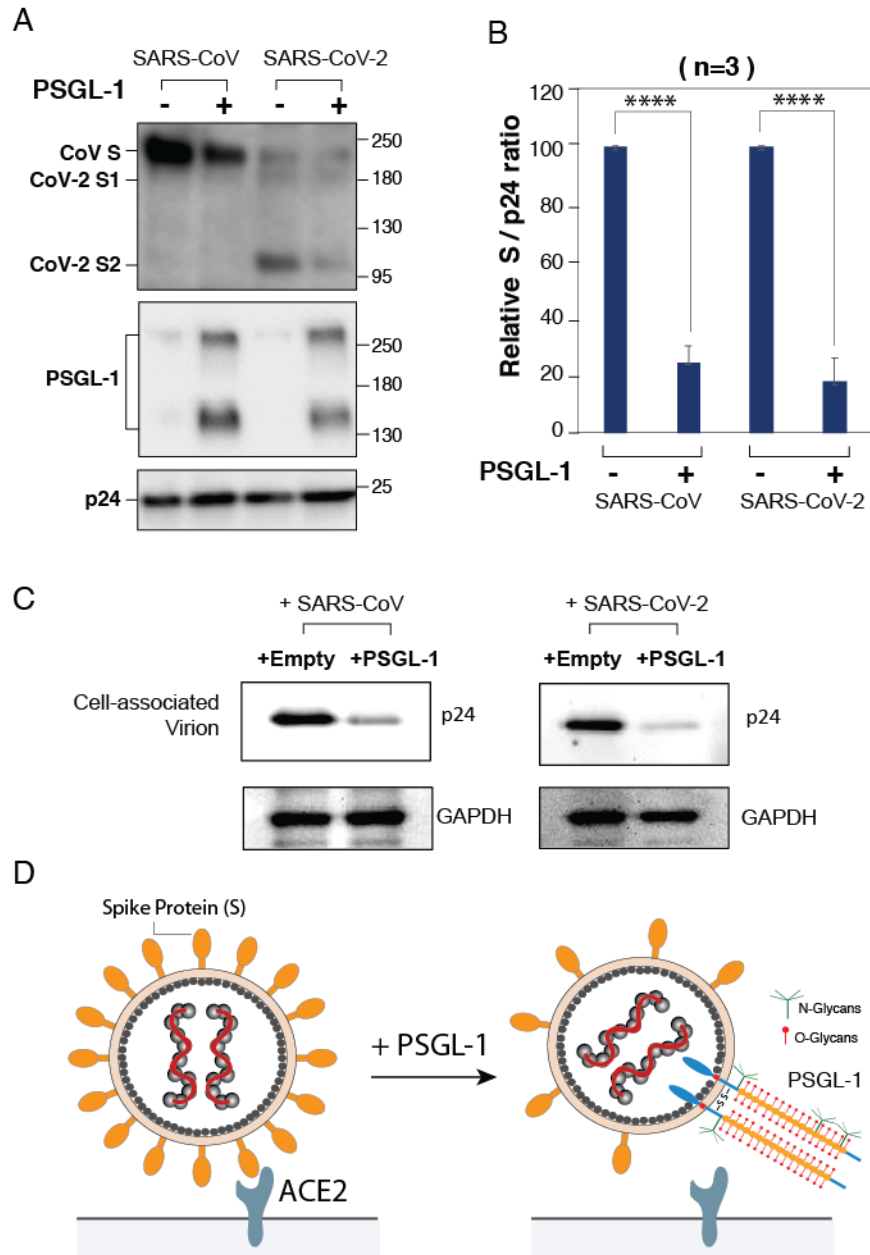 A
SARS-CoV SARS-CoV-2
PSGL-1 - + - +
CoV S
CoV-2 S1
CoV-2 S2
250
180
130
95
PSGL-1
250
180
130
p24
25
B
( n=3 )
**** ****
Relative S / p24 ratio
120
100
80
60
40
20
0
PSGL-1 - + - +
SARS-CoV SARS-CoV-2
C
+ SARS-CoV + SARS-CoV-2
+Empty +PSGL-1 +Empty +PSGL-1
Cell-associated
Virion
p24 p24
GAPDH GAPDH
D
Spike Protein (S)
+ PSGL-1
ACE2
N-Glycans
O-Glycans
PSGL-1
-S S-